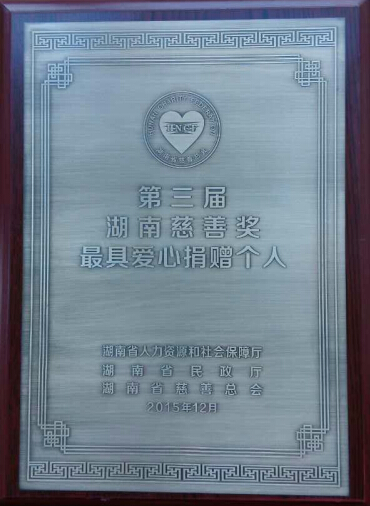 第三届
湖南慈善奖
最具爱心捐赠个人
湖南省人力资源和社会保障厅
湖南省民政厅
湖南省慈善总会
2015年12月